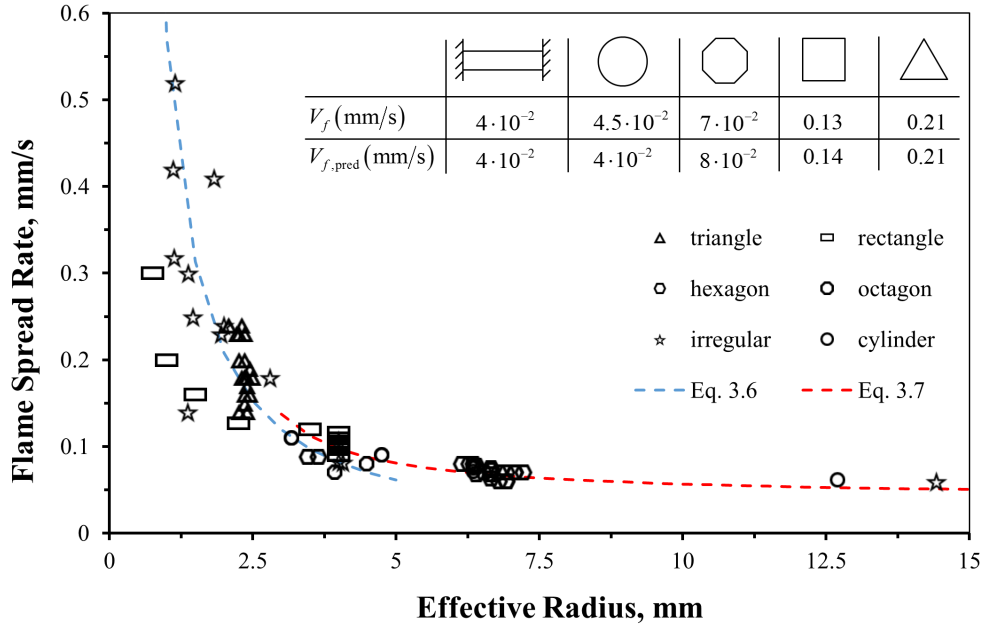 V_f (mm/s) 4·10⁻² 4.5·10⁻² 7·10⁻² 0.13 0.21
V_f,pred (mm/s) 4·10⁻² 4·10⁻² 8·10⁻² 0.14 0.21
triangle rectangle
hexagon octagon
irregular cylinder
Eq. 3.6 Eq. 3.7
Flame Spread Rate, mm/s
0.6
0.5
0.4
0.3
0.2
0.1
0
0 2.5 5 7.5 10 12.5 15
Effective Radius, mm